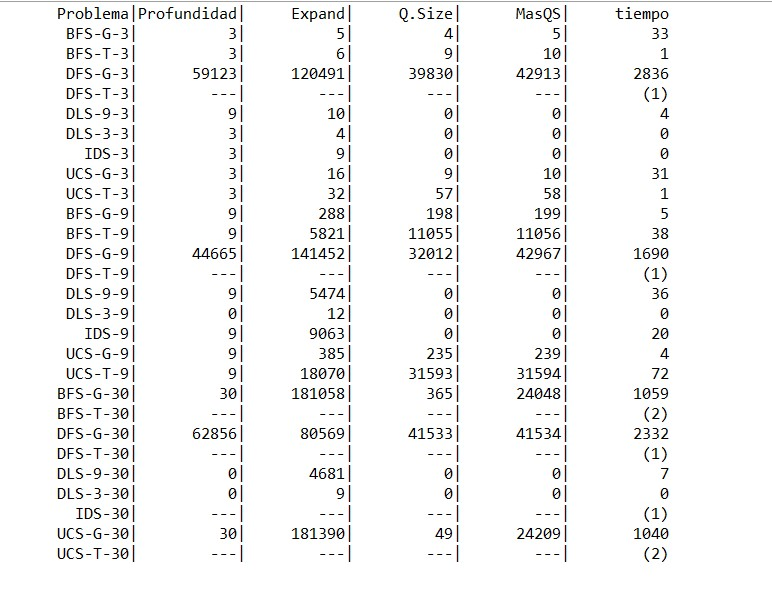 Problema|Profundidad| Expand| Q.Size| MasQS| tiempo
BFS-G-3| 3| 5| 4| 5| 33
BFS-T-3| 3| 6| 9| 10| 1
DFS-G-3| 59123| 120491| 39830| 42913| 2836
DFS-T-3| ---| ---| ---| ---| (1)
DLS-9-3| 9| 10| 0| 0| 4
DLS-3-3| 3| 4| 0| 0| 0
IDS-3| 3| 9| 0| 0| 0
UCS-G-3| 3| 16| 9| 10| 31
UCS-T-3| 3| 32| 57| 58| 1
BFS-G-9| 9| 288| 198| 199| 5
BFS-T-9| 9| 5821| 11055| 11056| 38
DFS-G-9| 44665| 141452| 32012| 42967| 1690
DFS-T-9| ---| ---| ---| ---| (1)
DLS-9-9| 9| 5474| 0| 0| 36
DLS-3-9| 0| 12| 0| 0| 0
IDS-9| 9| 9063| 0| 0| 20
UCS-G-9| 9| 385| 235| 239| 4
UCS-T-9| 9| 18070| 31593| 31594| 72
BFS-G-30| 30| 181058| 365| 24048| 1059
BFS-T-30| ---| ---| ---| ---| (2)
DFS-G-30| 62856| 80569| 41533| 41534| 2332
DFS-T-30| ---| ---| ---| ---| (1)
DLS-9-30| 0| 4681| 0| 0| 7
DLS-3-30| 0| 9| 0| 0| 0
IDS-30| ---| ---| ---| ---| (1)
UCS-G-30| 30| 181390| 49| 24209| 1040
UCS-T-30| ---| ---| ---| ---| (2)